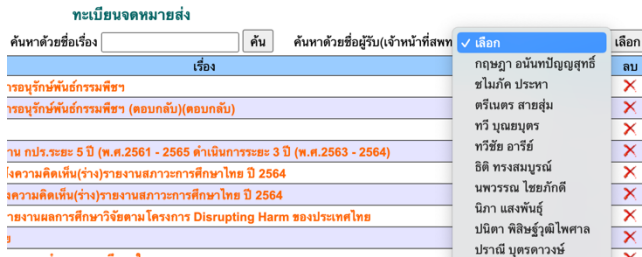 ทะเบียนจดหมายส่ง
ค้นหาด้วยชื่อเรื่อง ค้น ค้นหาด้วยชื่อผู้รับ(เจ้าหน้าที่สพท ✓ เลือก เลือก
เรื่อง ลบ
ารอนุรักษ์พันธ์กรรมพืชฯ
ารอนุรักษ์พันธ์กรรมพืชฯ (ตอบกลับ)(ตอบกลับ)
าน กปร.ระยะ 5 ปี (พ.ศ.2561 - 2565 ดำเนินการระยะ 3 ปี (พ.ศ.2563 - 2564)
งความคิดเห็น(ร่าง)รายงานสภาวะการศึกษาไทย ปี 2564
งความคิดเห็น(ร่าง)รายงานสภาวะการศึกษาไทย ปี 2564
ายงานผลการศึกษาวิจัยตามโครงการ Disrupting Harm ของประเทศไทย
กฤษฎา อนันทปัญญสุทธิ์
ชไมภัค ประหา
ตรีเนตร สายสุ่ม
ทวี บุณยบุตร
ทวีชัย อารีย์
ธิติ ทรงสมบูรณ์
นพวรรณ ไชยภักดี
นิภา แสงพันธุ์
ปนิตา พิสิษฐ์วุฒิไพศาล
ปราณี บุตรดาวงษ์